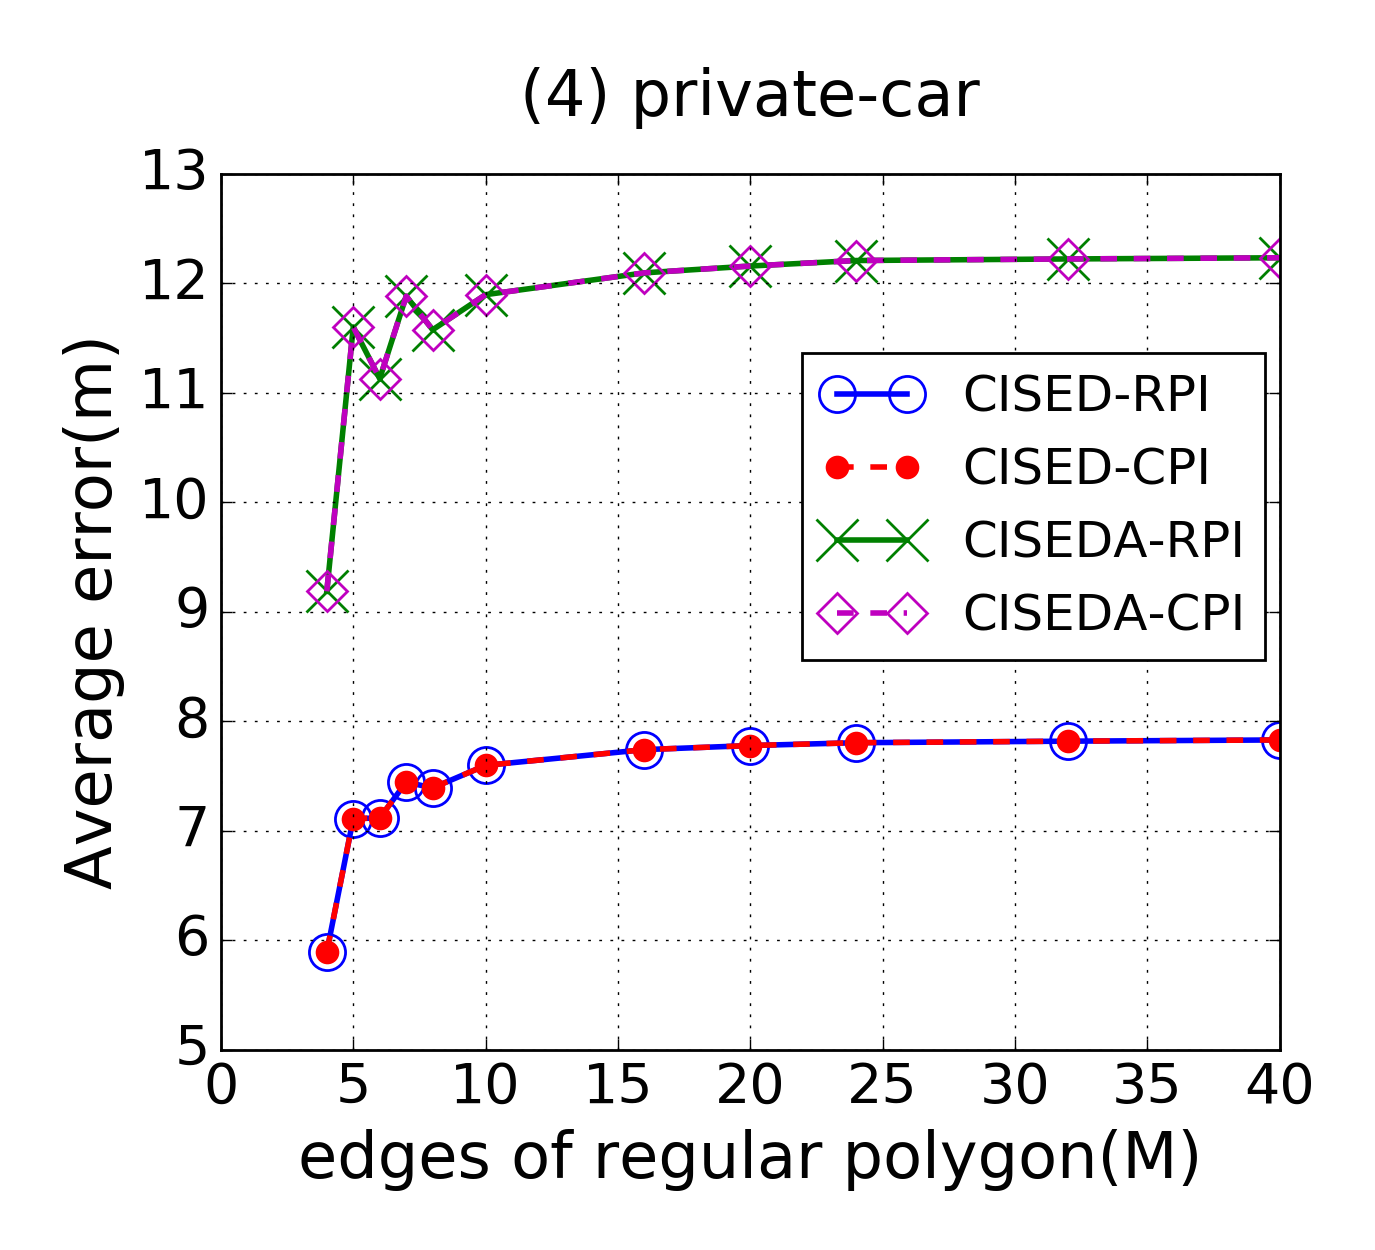 (4) private-car
13
12
11
10
9
8
7
6
5
Average error(m)
CISED-RPI
CISED-CPI
CISEDA-RPI
CISEDA-CPI
0 5 10 15 20 25 30 35 40
edges of regular polygon(M)